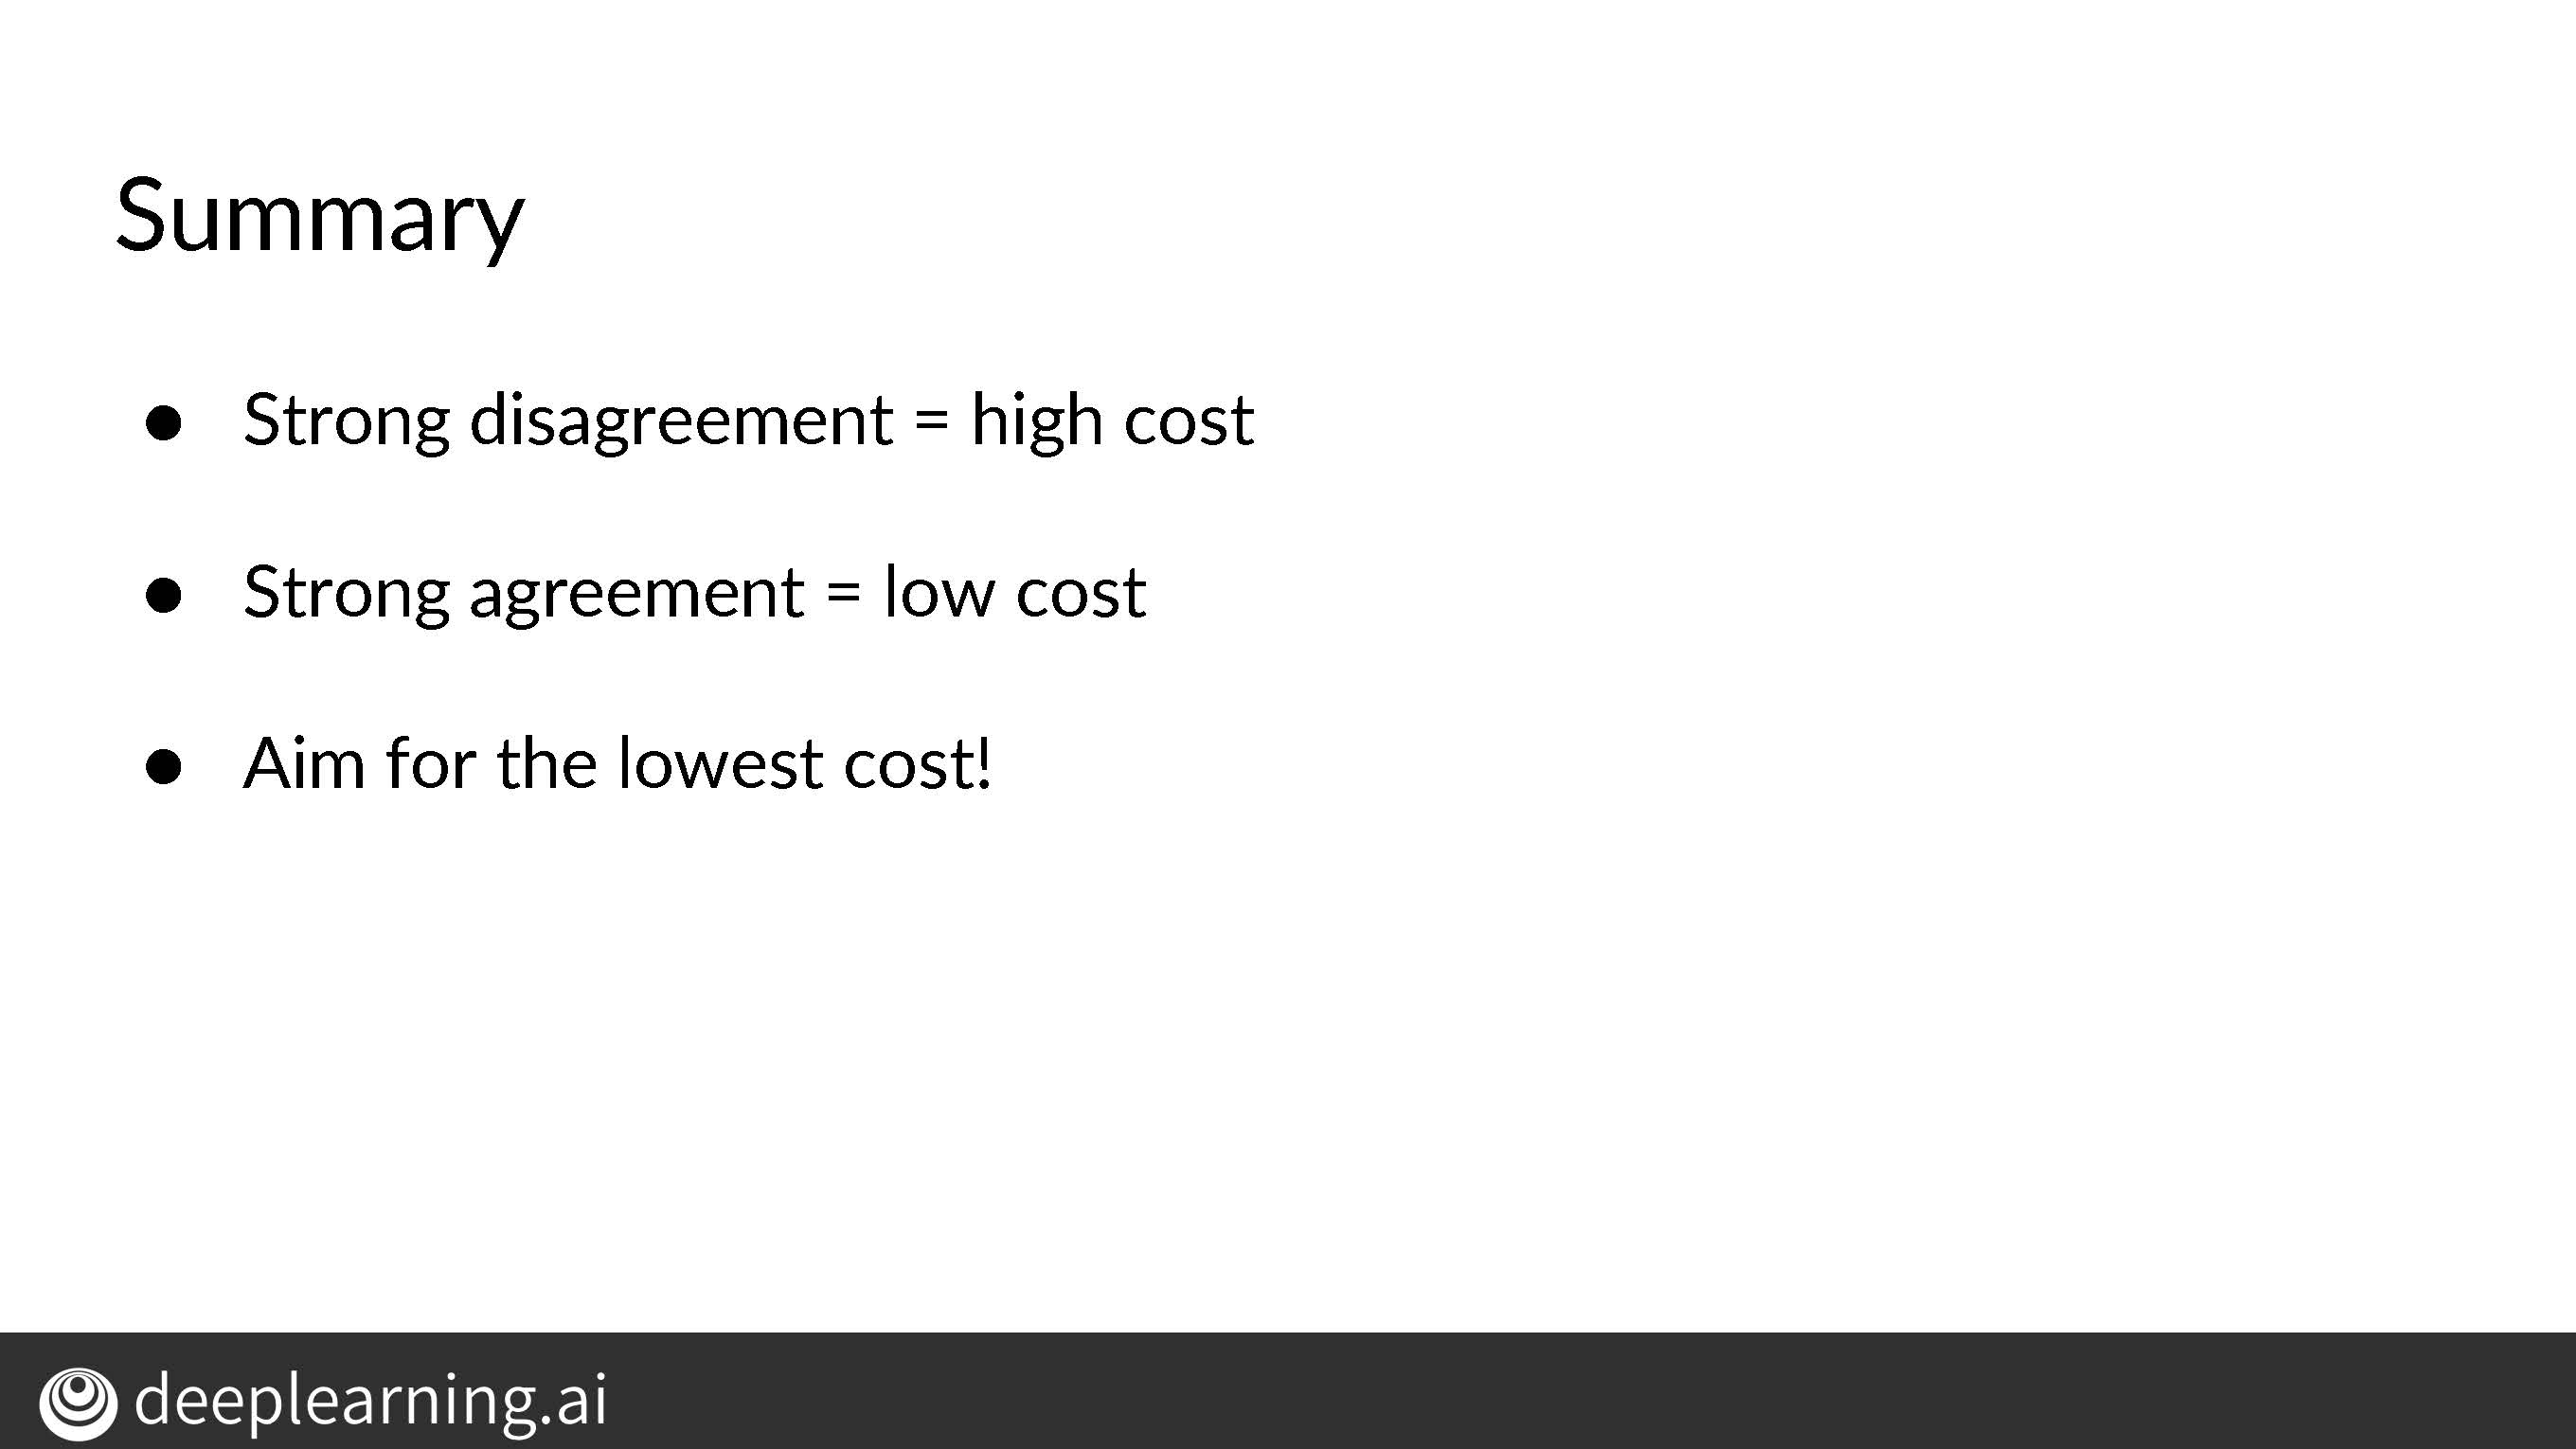 Summary
● Strong disagreement = high cost
● Strong agreement = low cost
● Aim for the lowest cost!
deeplearning.ai